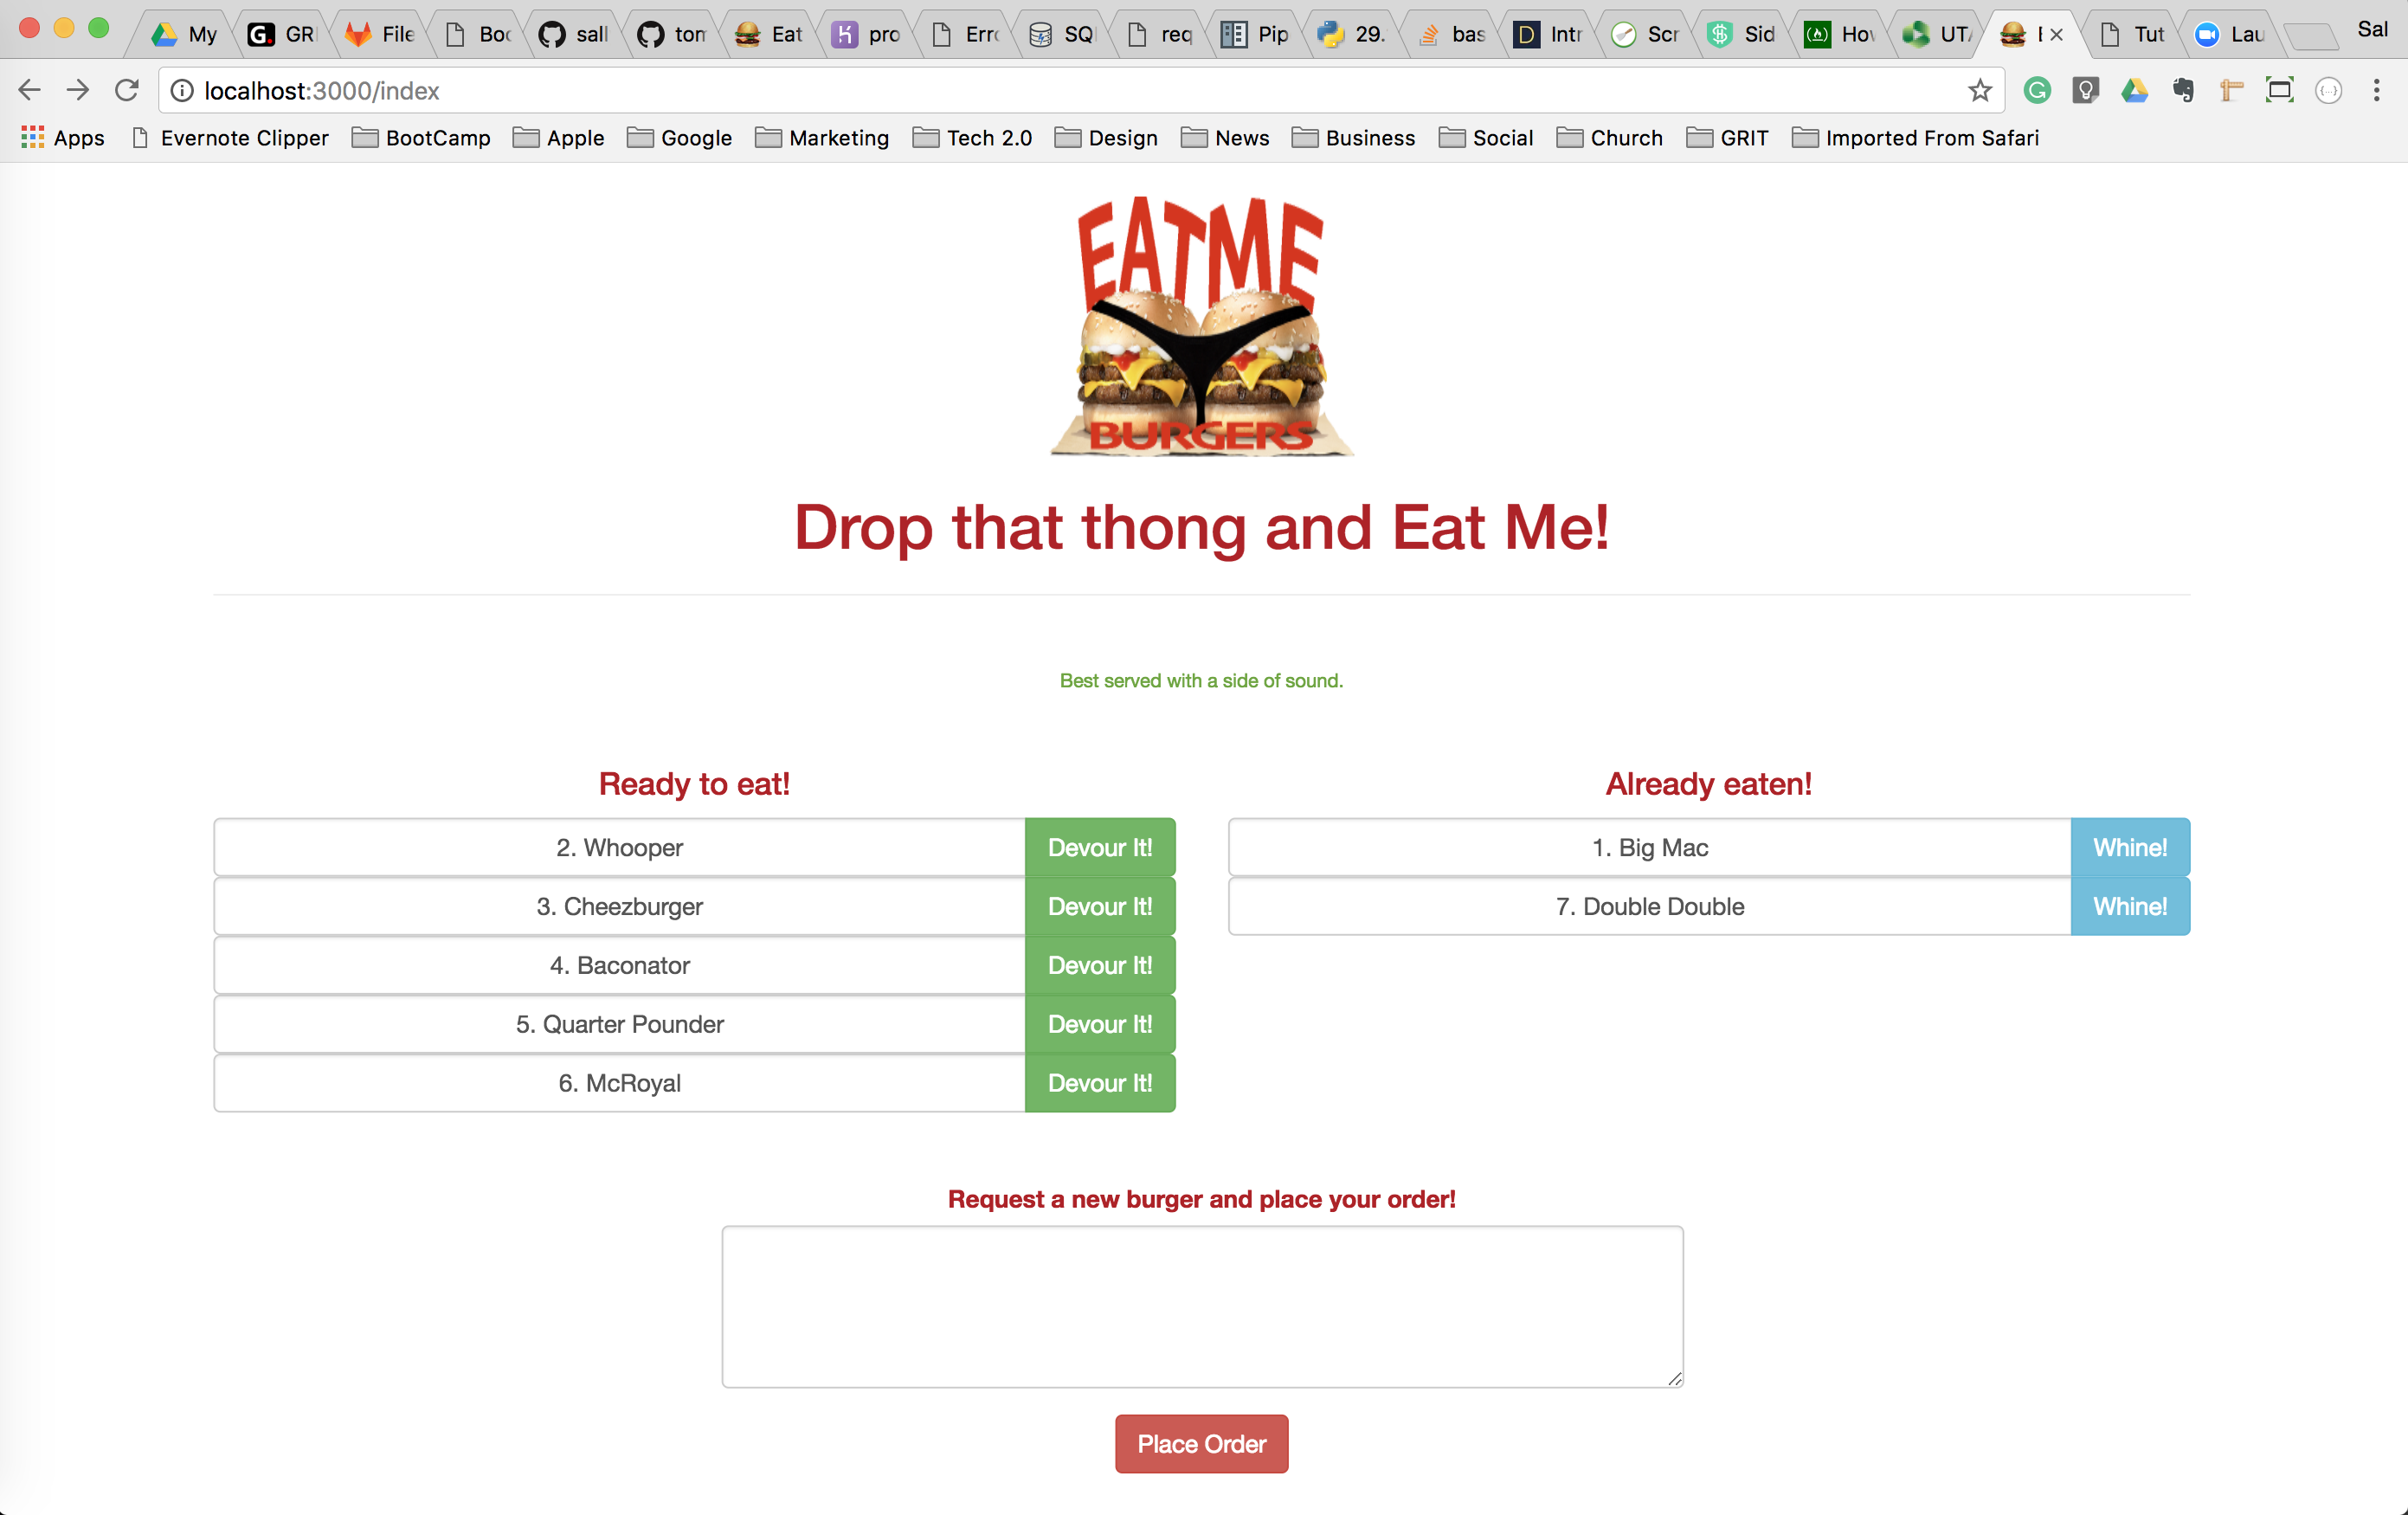 My
G. GR
File
Boo
sall
tom
Eat
pro
Erro
SQ
req
Pip
29.
bas
D Intr
Scr
Sid
Hov
UTA
Tut
Lau
Sal
localhost:3000/index
Apps Evernote Clipper BootCamp Apple Google Marketing Tech 2.0 Design News Business Social Church GRIT Imported From Safari
EATME
BURGERS
Drop that thong and Eat Me!
Best served with a side of sound.
Ready to eat!
2. Whooper Devour It!
3. Cheezburger Devour It!
4. Baconator Devour It!
5. Quarter Pounder Devour It!
6. McRoyal Devour It!
Already eaten!
1. Big Mac Whine!
7. Double Double Whine!
Request a new burger and place your order!
Place Order